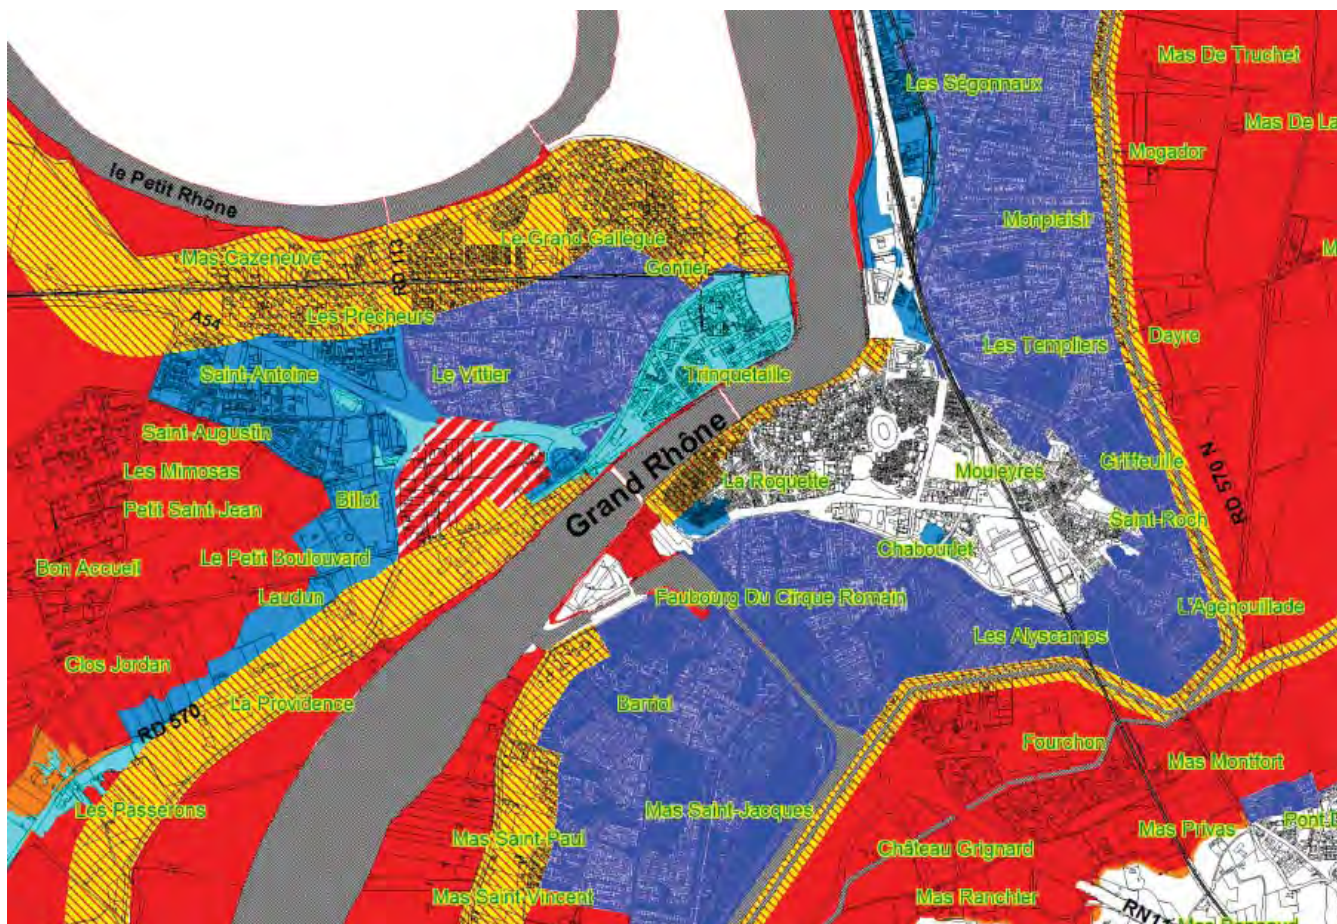 Mas De Truchet
Les Ségonnaux
Mas De La
Mogador
le Petit Rhône
Monplaisir
Le Grand Gallègue
Mas Cazeneuve
Gontier
A54
Les Prêcheurs
Dayre
Les Templiers
Saint-Antoine
Le Vittier
Trinquetaille
Grand Rhône
Saint-Augustin
Les Mimosas
Mouleyres
Griffeuille
La Roquette
RD 570 N
Petit Saint-Jean
Billot
Saint-Roch
Chabourlet
Le Petit Boulouvard
Bon Accueil
Laudun
Faubourg Du Cirque Romain
L'Agenouillade
Les Alyscamps
Clos Jordan
La Providence
Barriol
RD 570
Fourchon
Mas Montfort
Les Passerons
Mas Saint-Jacques
Mas Privas
Mas Saint-Paul
Château Grignard
Mas Saint-Vincent
Mas Ranchier